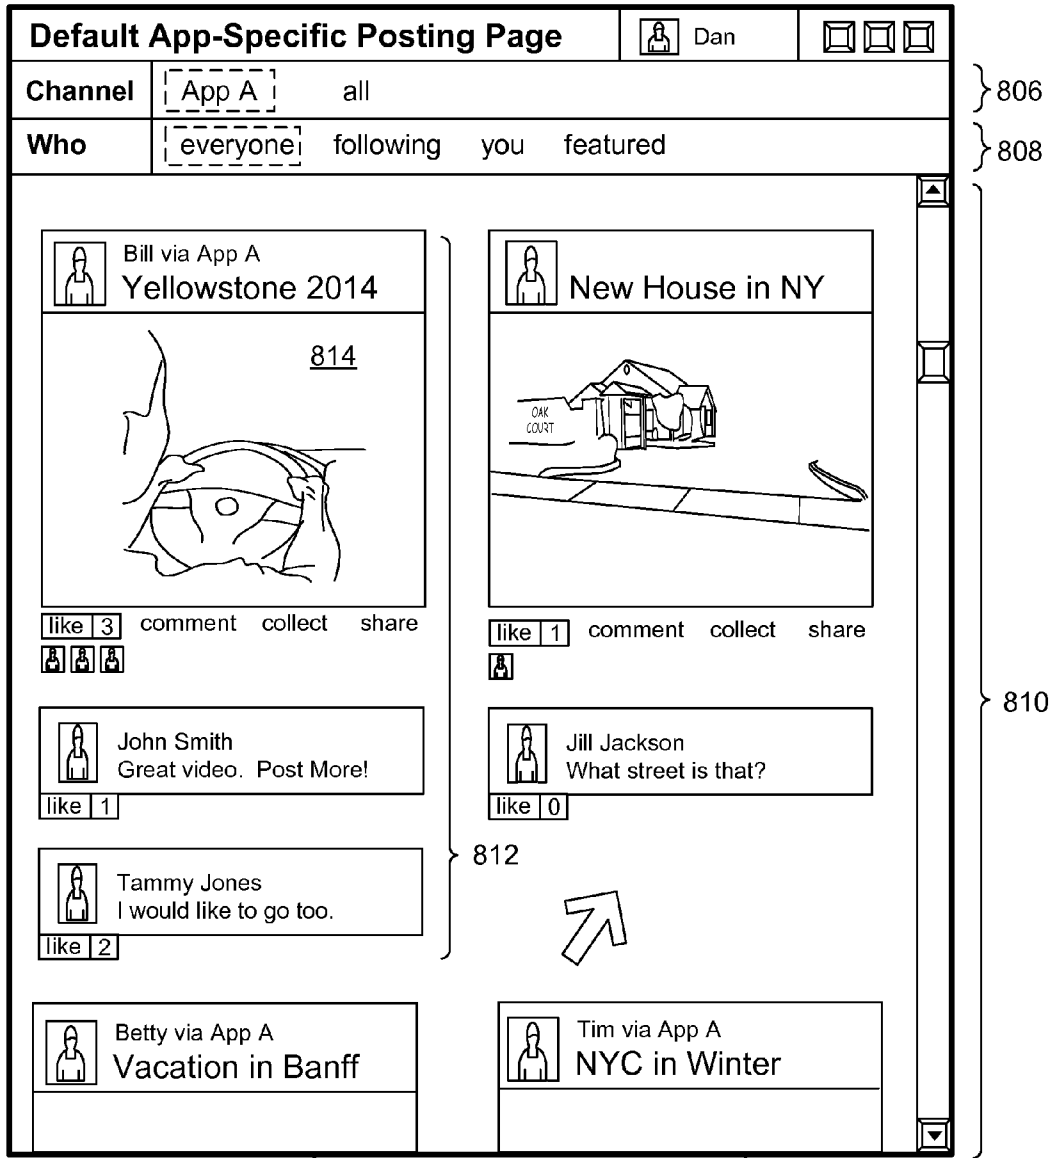 Default App-Specific Posting Page
Dan
Channel
App A
all
806
Who
everyone
following
you
featured
808
Bill via App A
Yellowstone 2014
814
like 3
comment
collect
share
John Smith
Great video. Post More!
like 1
Tammy Jones
I would like to go too.
like 2
812
New House in NY
OAK
COURT
like 1
comment
collect
share
Jill Jackson
What street is that?
like 0
810
Betty via App A
Vacation in Banff
Tim via App A
NYC in Winter